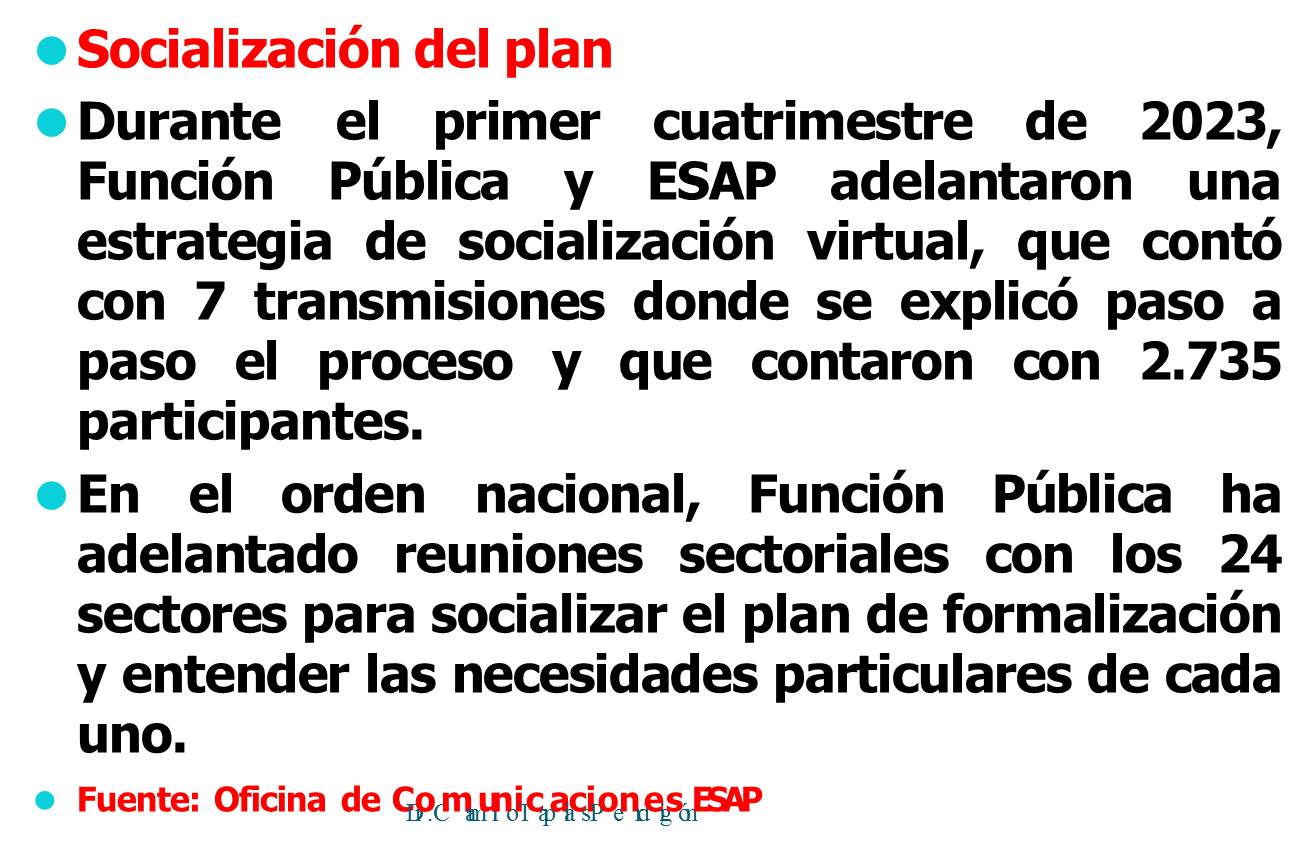 Socialización del plan
Durante el primer cuatrimestre de 2023,
Función Pública y ESAP adelantaron una
estrategia de socialización virtual, que contó
con 7 transmisiones donde se explicó paso a
paso el proceso y que contaron con 2.735
participantes.
En el orden nacional, Función Pública ha
adelantado reuniones sectoriales con los 24
sectores para socializar el plan de formalización
y entender las necesidades particulares de cada
uno.
Fuente: Oficina de Comunicaciones ESAP